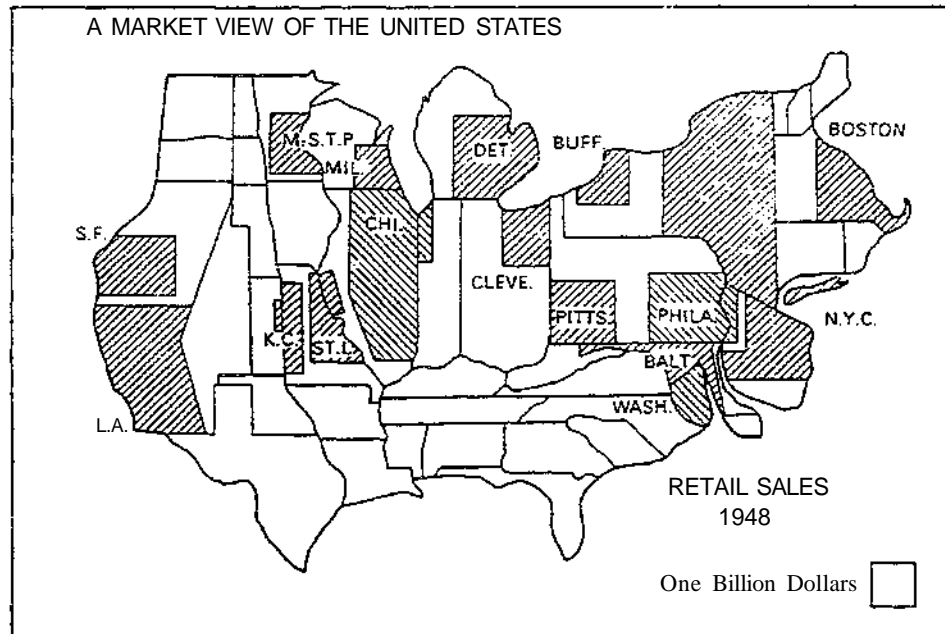 A MARKET VIEW OF THE UNITED STATES
M.S.T.P.
MIL.
DET.
BUFF.
BOSTON
CHI.
S.F.
CLEVE.
PITTS.
PHILA.
N.Y.C.
K.C.
ST.L.
BALT.
WASH.
L.A.
RETAIL SALES
1948
One Billion Dollars